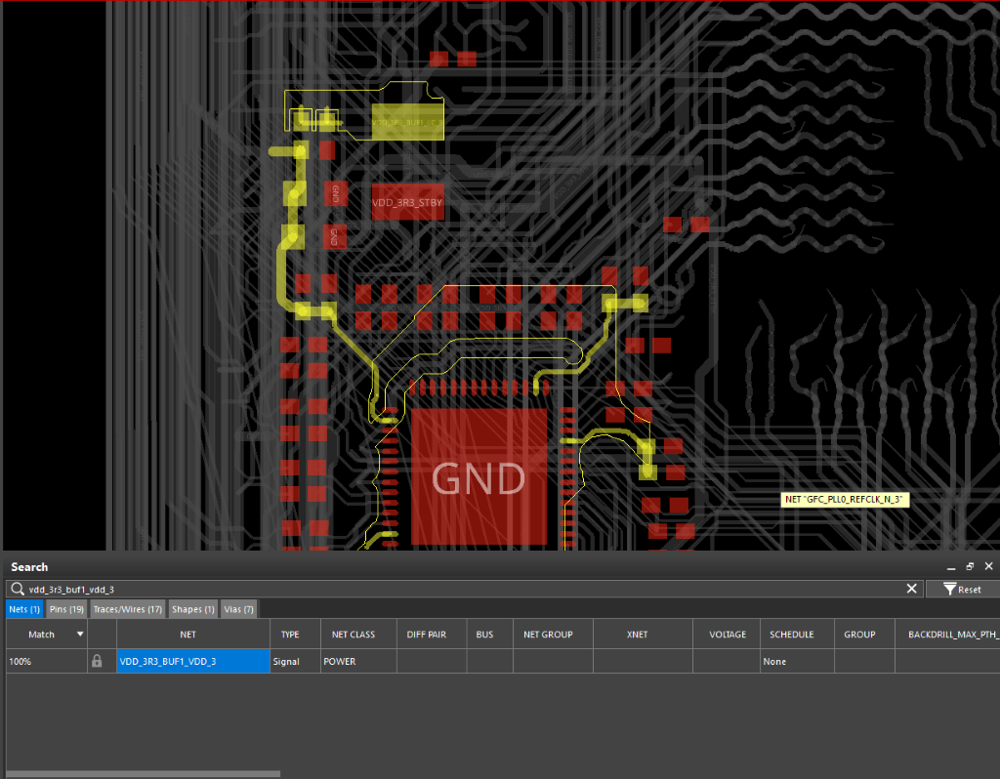 GND
VDD_3R3_STBY
GND
GND
NET "GFC_PLL0_REFCLK_N_3"
Search
vdd_3r3_buf1_vdd_3
Reset
Nets (1) Pins (19) Traces/Wires (17) Shapes (1) Vias (7)
Match NET TYPE NET CLASS DIFF PAIR BUS NET GROUP XNET VOLTAGE SCHEDULE GROUP BACKDRILL_MAX_PTH_
100% VDD_3R3_BUF1_VDD_3 Signal POWER None